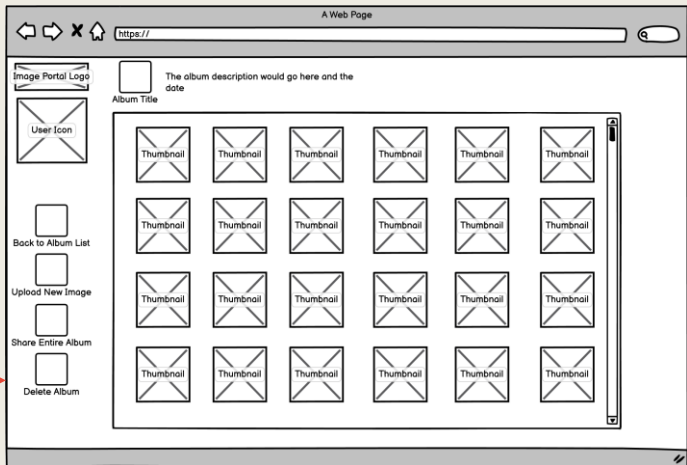 A Web Page
https://
Image Portal Logo
The album description would go here and the
date
Album Title
User Icon
Thumbnail Thumbnail Thumbnail Thumbnail Thumbnail Thumbnail
Thumbnail Thumbnail Thumbnail Thumbnail Thumbnail Thumbnail
Back to Album List
Upload New Image
Thumbnail Thumbnail Thumbnail Thumbnail Thumbnail Thumbnail
Share Entire Album
Thumbnail Thumbnail Thumbnail Thumbnail Thumbnail Thumbnail
Delete Album